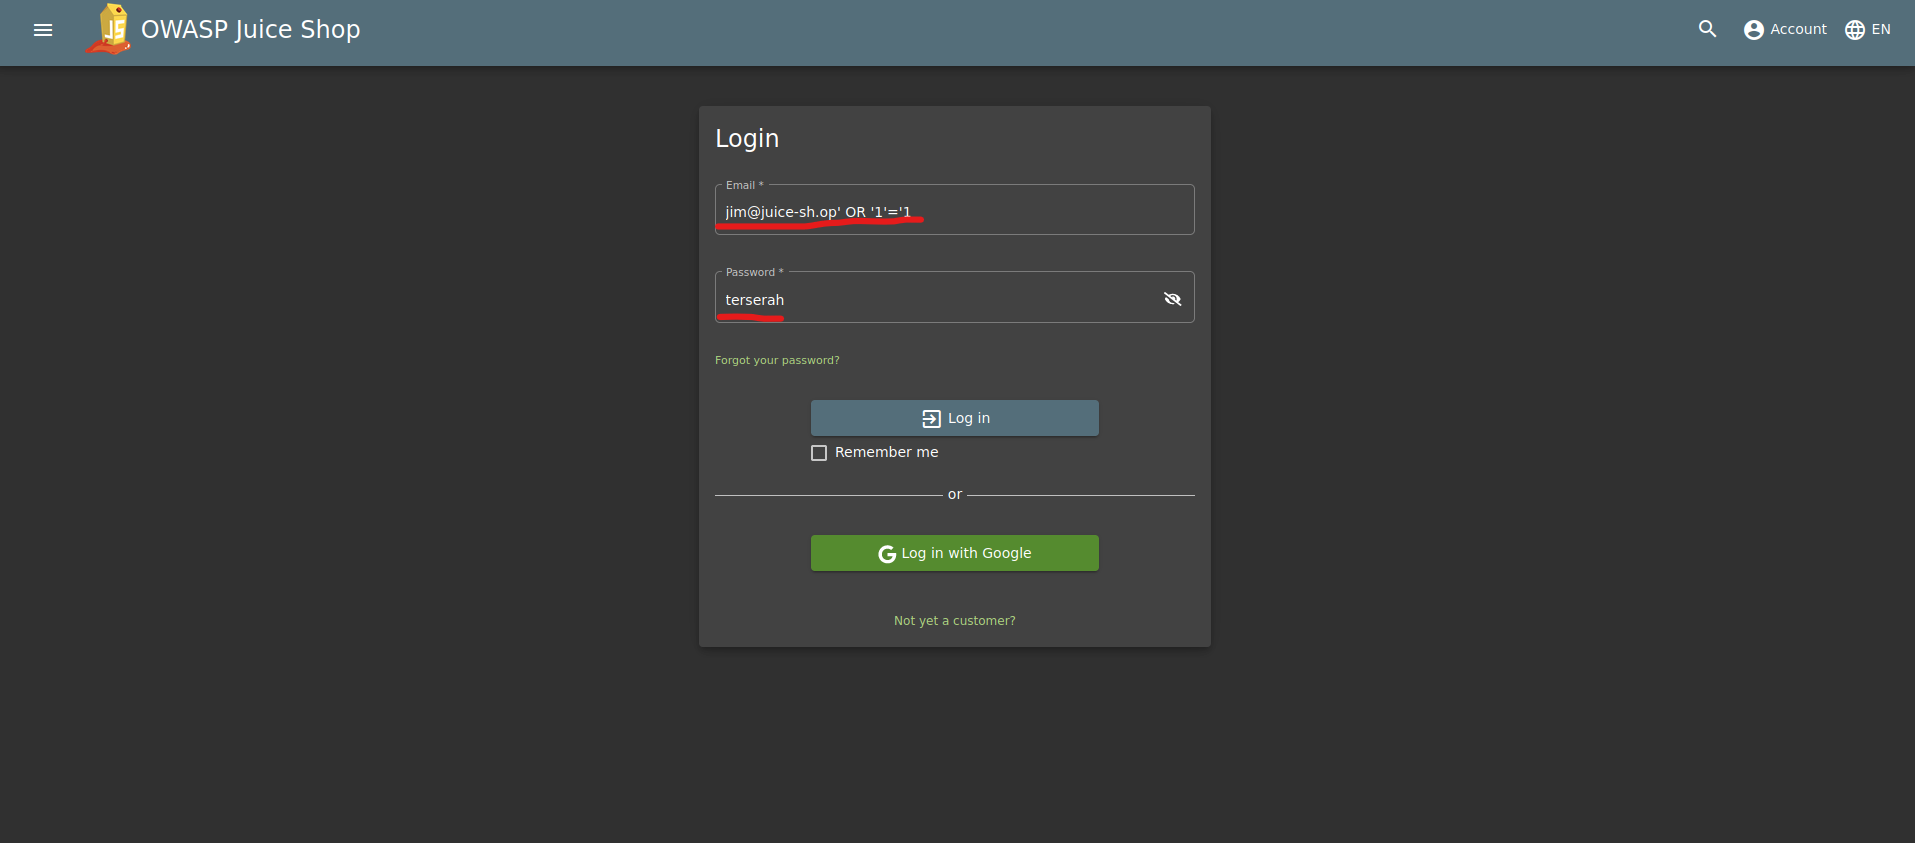 OWASP Juice Shop
Account
EN
Login
Email *
jim@juice-sh.op' OR '1'='1
Password *
terserah
Forgot your password?
Log in
Remember me
or
Log in with Google
Not yet a customer?